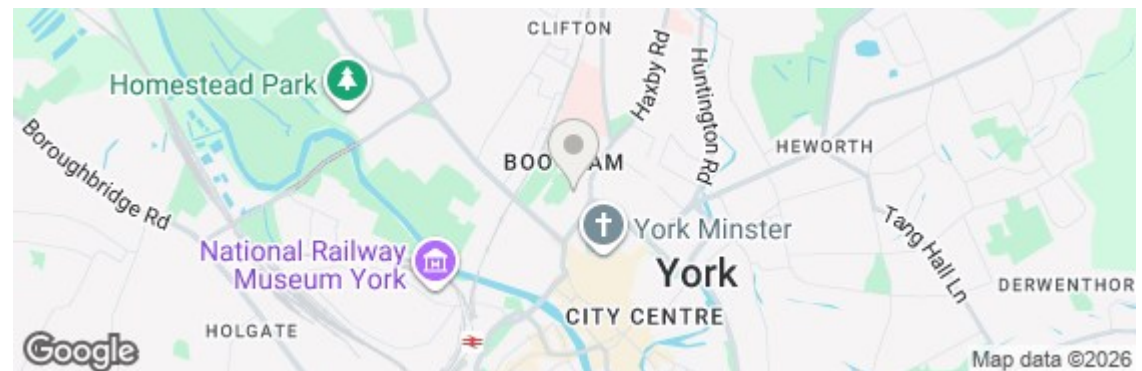 CLIFTON
Homestead Park
Haxby Rd
Huntington Rd
Boroughbridge Rd
HEWORTH
York Minster
National Railway
Museum York
Tang Hall Ln
York
DERWENTHOR
CITY CENTRE
HOLGATE
Google
Map data ©2026